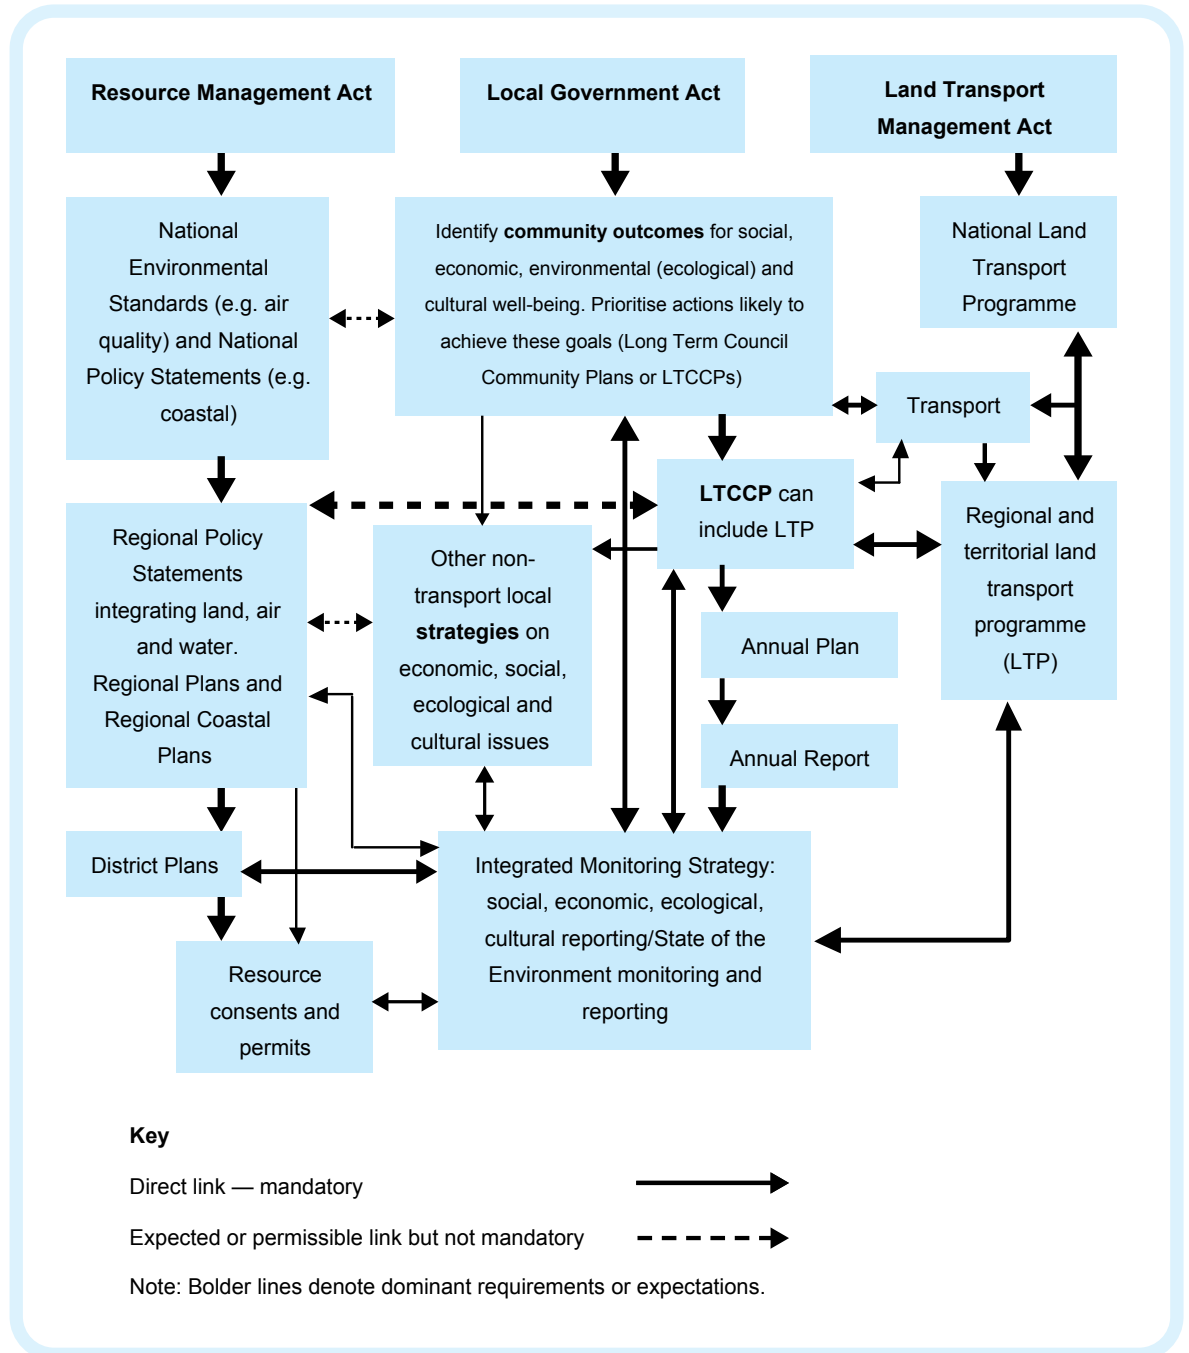 Resource Management Act
Local Government Act
Land Transport
Management Act
National
Environmental
Standards (e.g. air
quality) and National
Policy Statements (e.g.
coastal)
Identify community outcomes for social,
economic, environmental (ecological) and
cultural well-being. Prioritise actions likely to
achieve these goals (Long Term Council
Community Plans or LTCCPs)
National Land
Transport
Programme
Transport
LTCCP can
include LTP
Regional and
territorial land
transport
programme
(LTP)
Regional Policy
Statements
integrating land, air
and water.
Regional Plans and
Regional Coastal
Plans
Other non-
transport local
strategies on
economic, social,
ecological and
cultural issues
Annual Plan
Annual Report
District Plans
Integrated Monitoring Strategy:
social, economic, ecological,
cultural reporting/State of the
Environment monitoring and
reporting
Resource
consents and
permits
Key
Direct link — mandatory
Expected or permissible link but not mandatory
Note: Bolder lines denote dominant requirements or expectations.